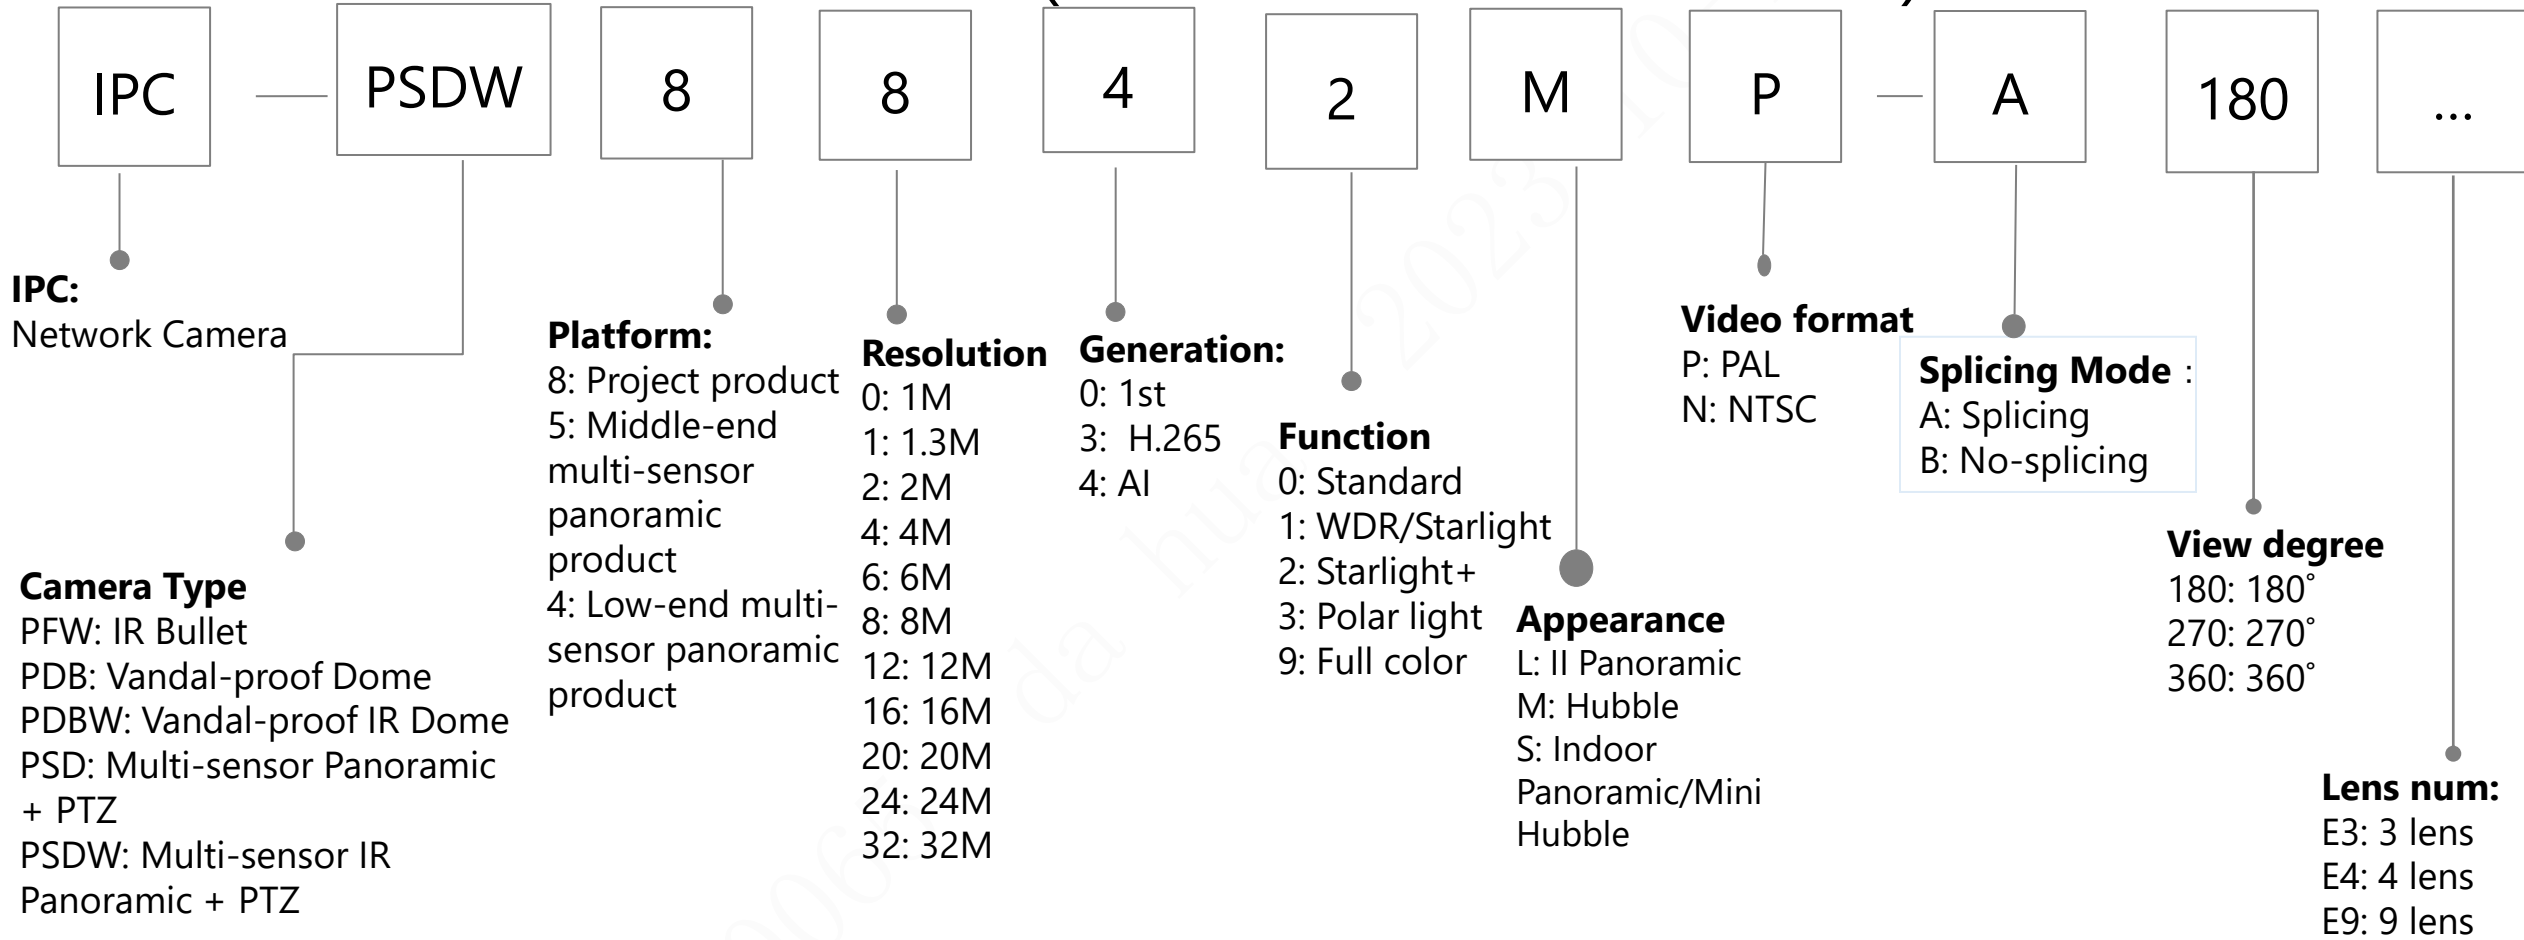 IPC — PSDW 8 8 4 2 M P — A 180 ...
IPC:
Network Camera
Camera Type
PFW: IR Bullet
PDB: Vandal-proof Dome
PDBW: Vandal-proof IR Dome
PSD: Multi-sensor Panoramic
+ PTZ
PSDW: Multi-sensor IR
Panoramic + PTZ
Platform:
8: Project product
5: Middle-end
multi-sensor
panoramic
product
4: Low-end multi-
sensor panoramic
product
Resolution
0: 1M
1: 1.3M
2: 2M
4: 4M
6: 6M
8: 8M
12: 12M
16: 16M
20: 20M
24: 24M
32: 32M
Generation:
0: 1st
3: H.265
4: AI
Function
0: Standard
1: WDR/Starlight
2: Starlight+
3: Polar light
9: Full color
Appearance
L: II Panoramic
M: Hubble
S: Indoor
Panoramic/Mini
Hubble
Video format
P: PAL
N: NTSC
Splicing Mode :
A: Splicing
B: No-splicing
View degree
180: 180°
270: 270°
360: 360°
Lens num:
E3: 3 lens
E4: 4 lens
E9: 9 lens